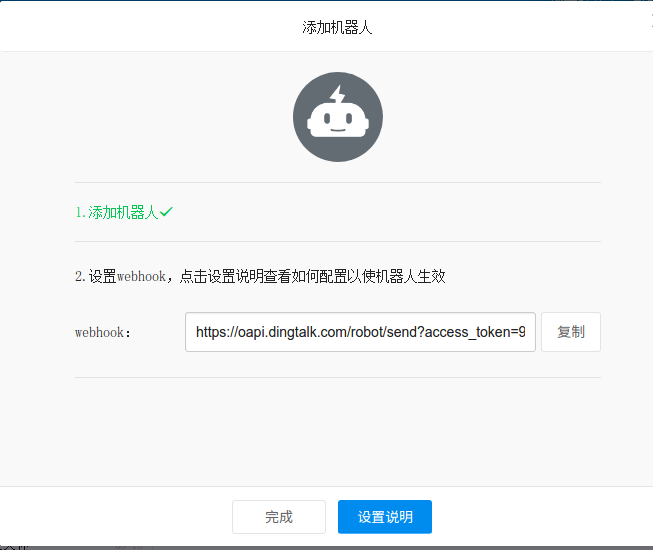 添加机器人
1.添加机器人
2.设置webhook，点击设置说明查看如何配置以使机器人生效
webhook：
https://oapi.dingtalk.com/robot/send?access_token=9
复制
完成
设置说明